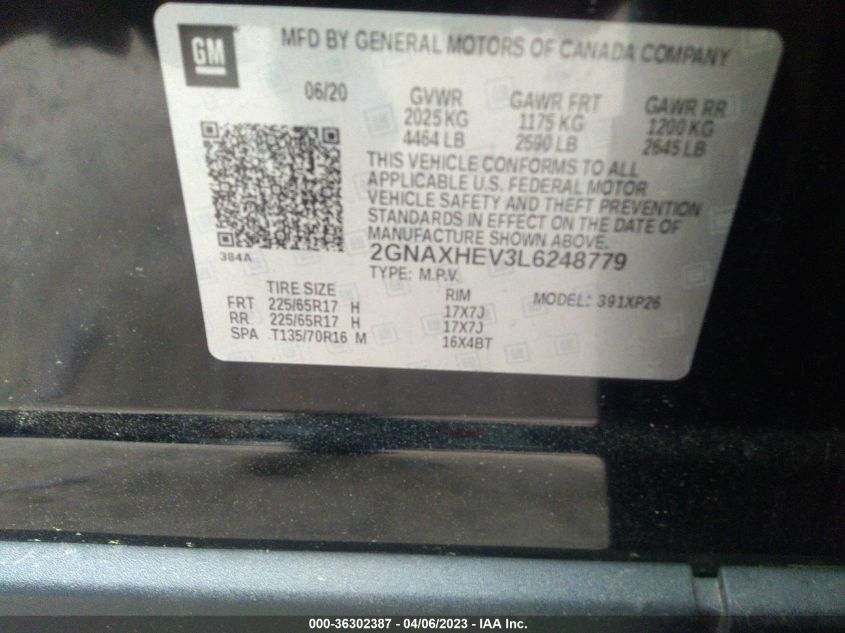 GM
MFD BY GENERAL MOTORS OF CANADA COMPANY
06/20 GVWR GAWR FRT GAWR RR
2025 KG 1175 KG 1200 KG
4464 LB 2590 LB 2645 LB
THIS VEHICLE CONFORMS TO ALL
APPLICABLE U.S. FEDERAL MOTOR
VEHICLE SAFETY AND THEFT PREVENTION
STANDARDS IN EFFECT ON THE DATE OF
MANUFACTURE SHOWN ABOVE.
384A 2GNAXHEV3L6248779
TYPE: M.P.V.
TIRE SIZE RIM MODEL: 391XP26
FRT 225/65R17 H 17X7J
RR 225/65R17 H 17X7J
SPA T135/70R16 M 16X4BT
000-36302387 - 04/06/2023 - IAA Inc.